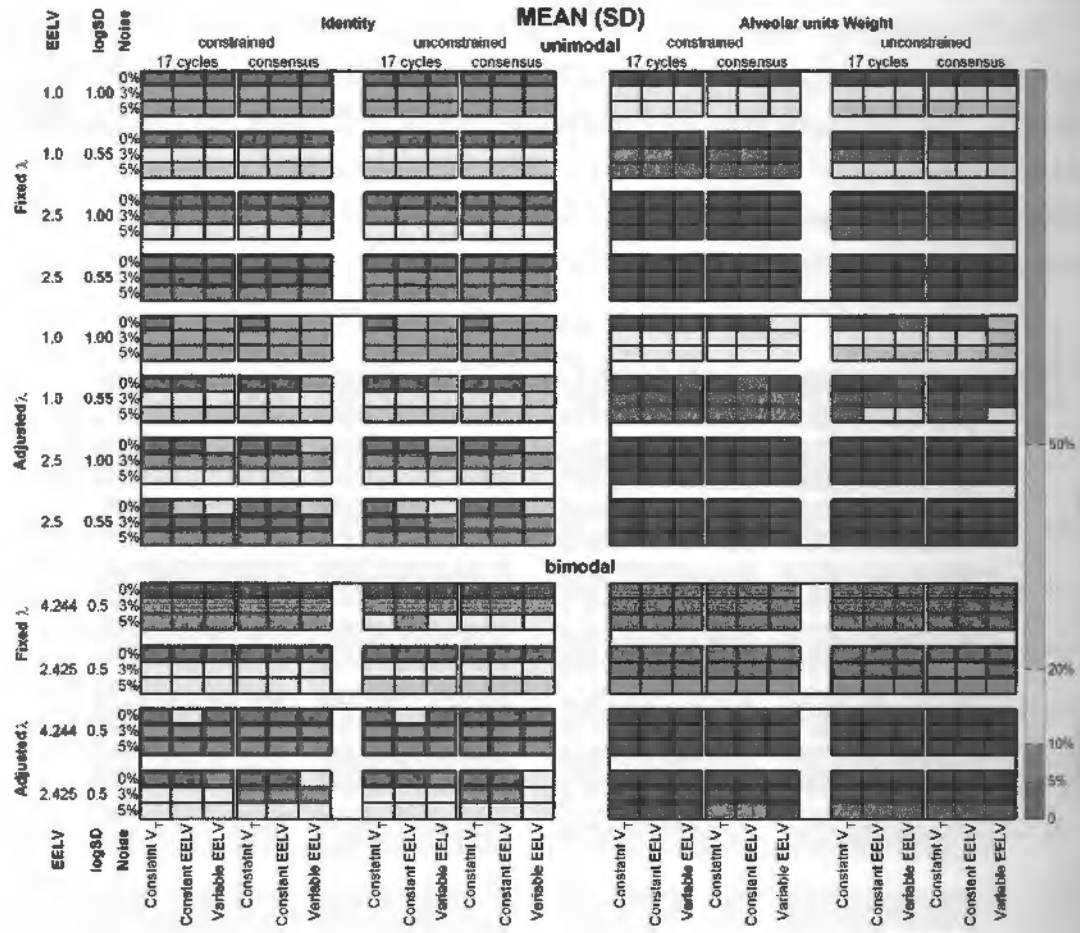 MEAN (SD)
Identity
Alveolar units Weight
EELV logSD Noise
constrained unconstrained unimodal constrained unconstrained
17 cycles consensus 17 cycles consensus 17 cycles consensus 17 cycles consensus
Fixed λ
1.0 1.00 0% 3% 5%
1.0 0.55 0% 3% 5%
2.5 1.00 0% 3% 5%
2.5 0.55 0% 3% 5%
Adjusted λ
1.0 1.00 0% 3% 5%
1.0 0.55 0% 3% 5%
2.5 1.00 0% 3% 5%
2.5 0.55 0% 3% 5%
bimodal
Fixed λ
4.244 0.5 0% 3% 5%
2.425 0.5 0% 3% 5%
Adjusted λ
4.244 0.5 0% 3% 5%
2.425 0.5 0% 3% 5%
50%
20%
10%
5%
0
EELV logSD Noise
Constatnt VT Constant EELV Variable EELV Constatnt VT Constant EELV Variable EELV
Constatnt VT Constant EELV Variable EELV Constatnt VT Constant EELV Variable EELV
Constatnt VT Constant EELV Variable EELV Constatnt VT Constant EELV Variable EELV
Constatnt VT Constant EELV Variable EELV Constatnt VT Constant EELV Variable EELV